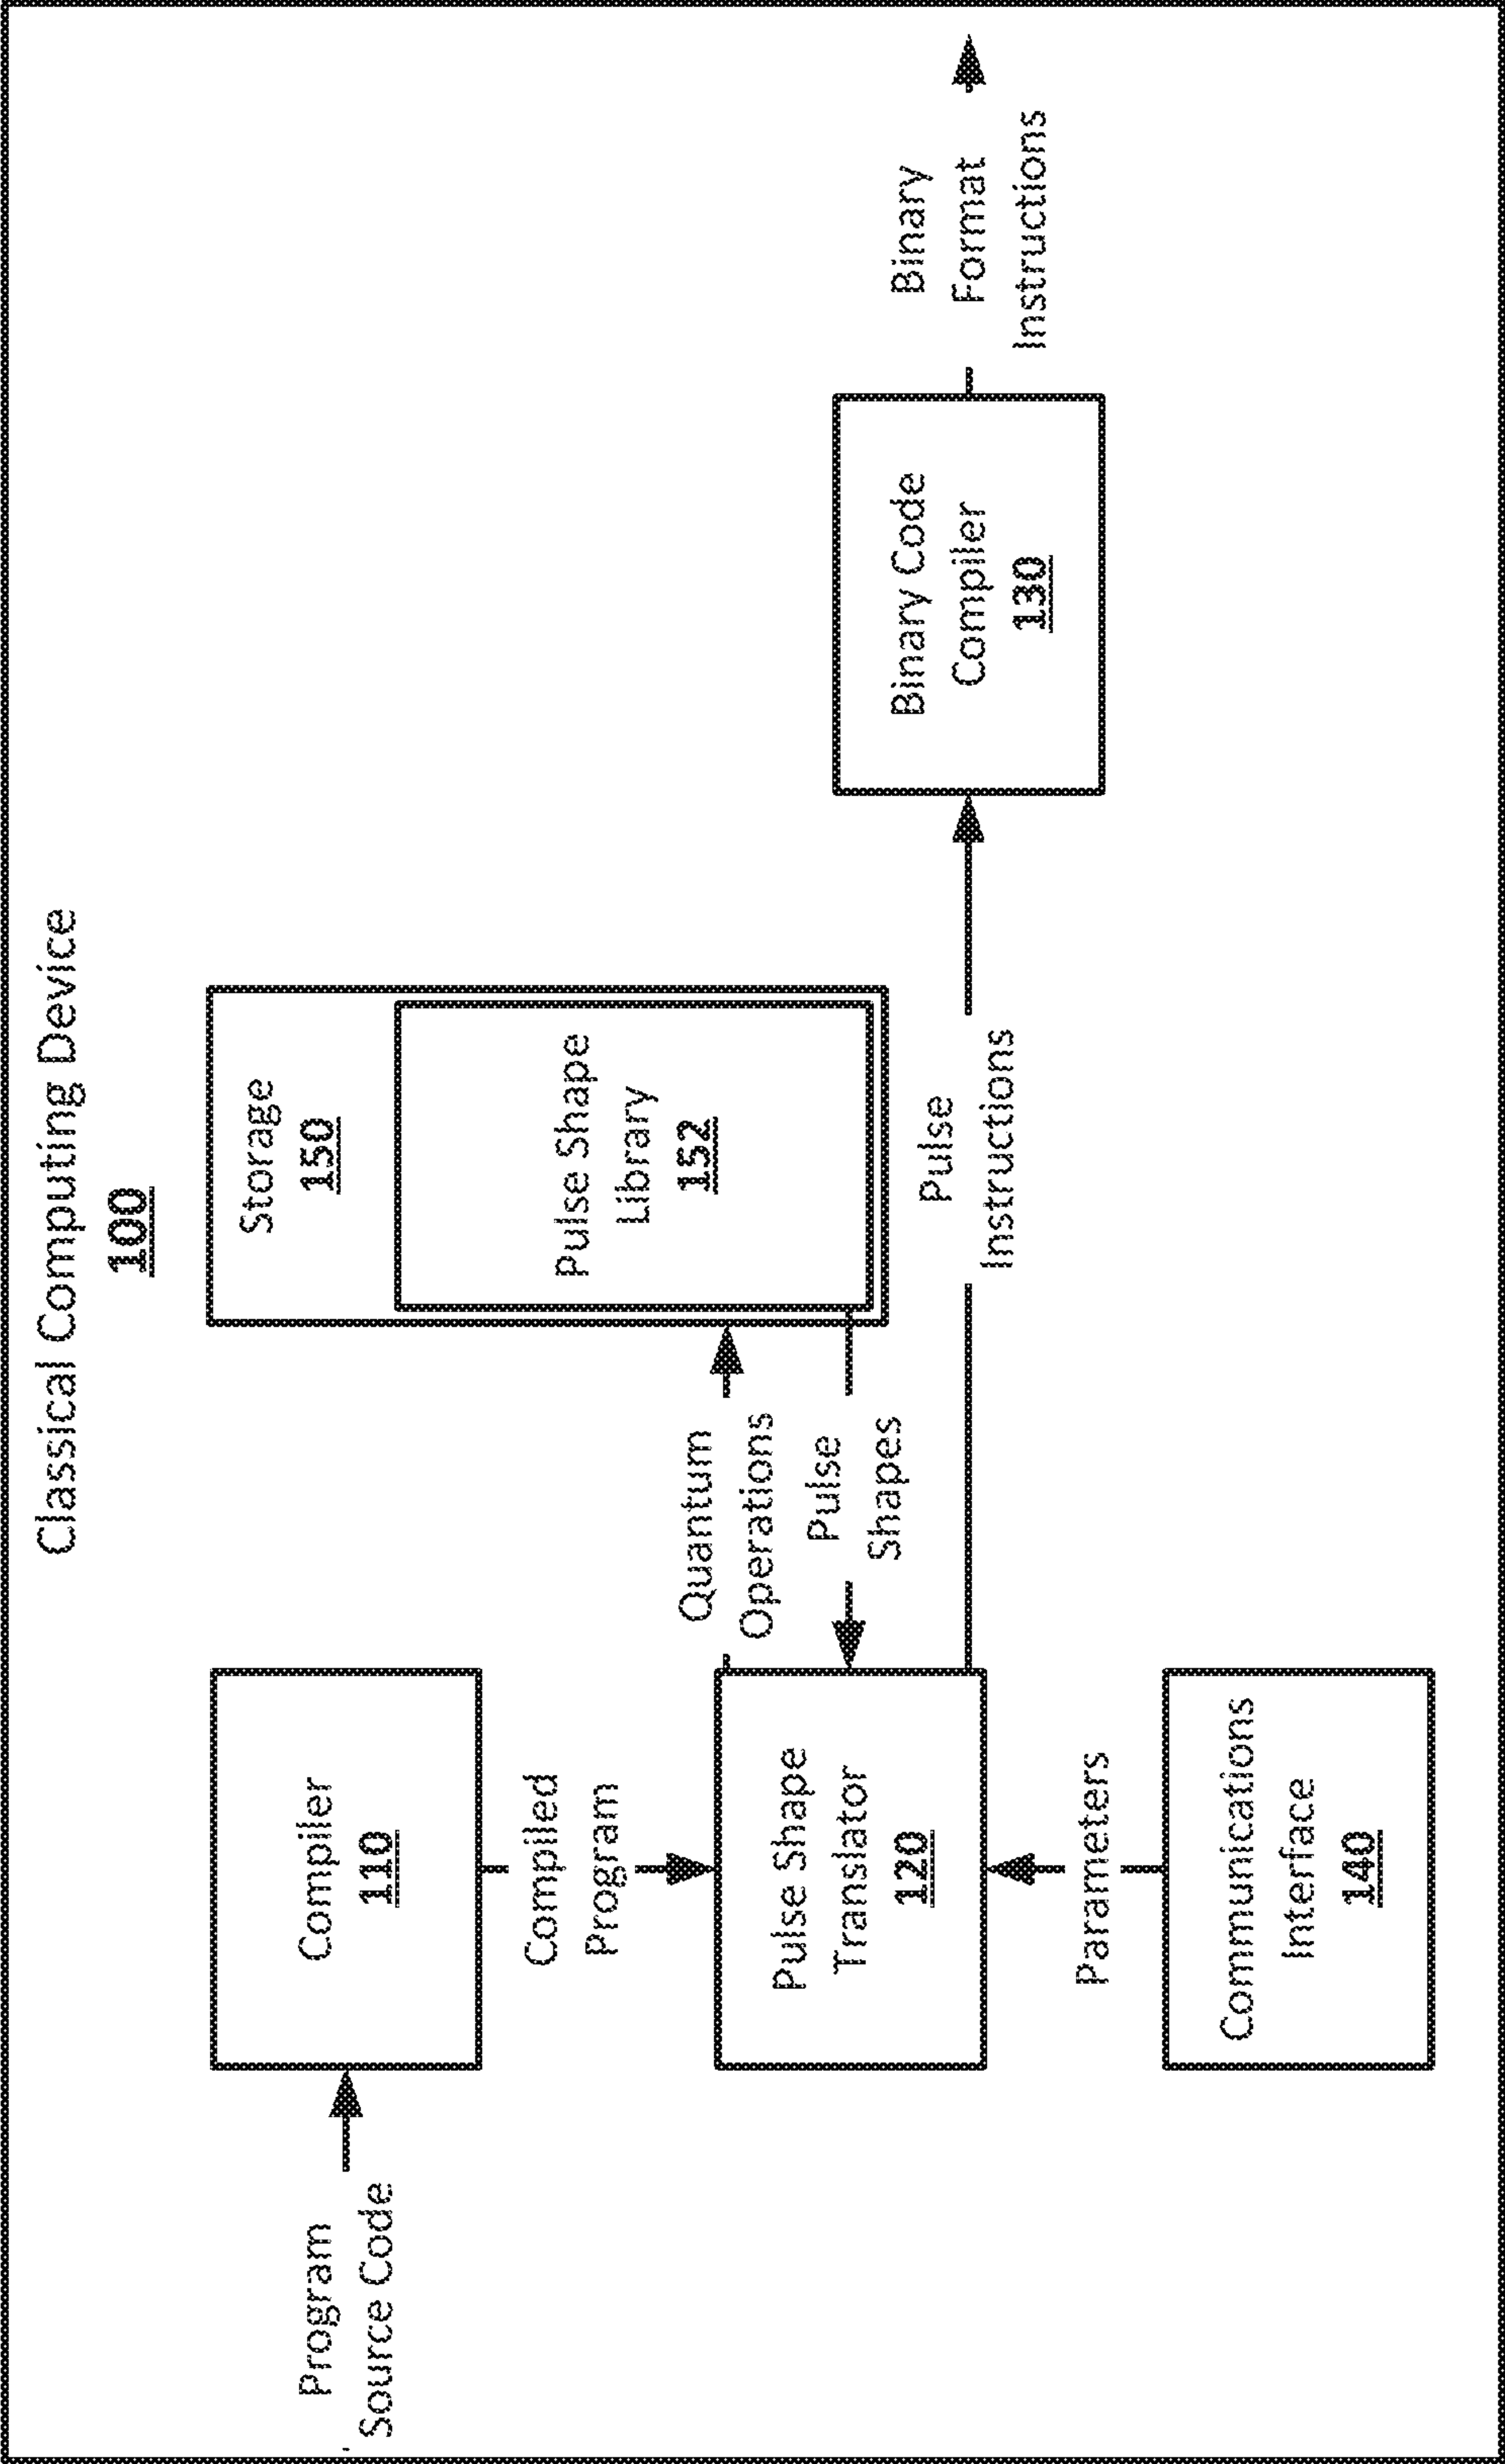 Classical Computing Device
100
Program
Source Code
Compiler
110
Compiled
Program
Pulse Shape
Translator
120
Parameters
Communications
Interface
140
Quantum
Operations
Pulse
Shapes
Storage
150
Pulse Shape
Library
152
Pulse
Instructions
Binary Code
Compiler
130
Binary
Format
Instructions